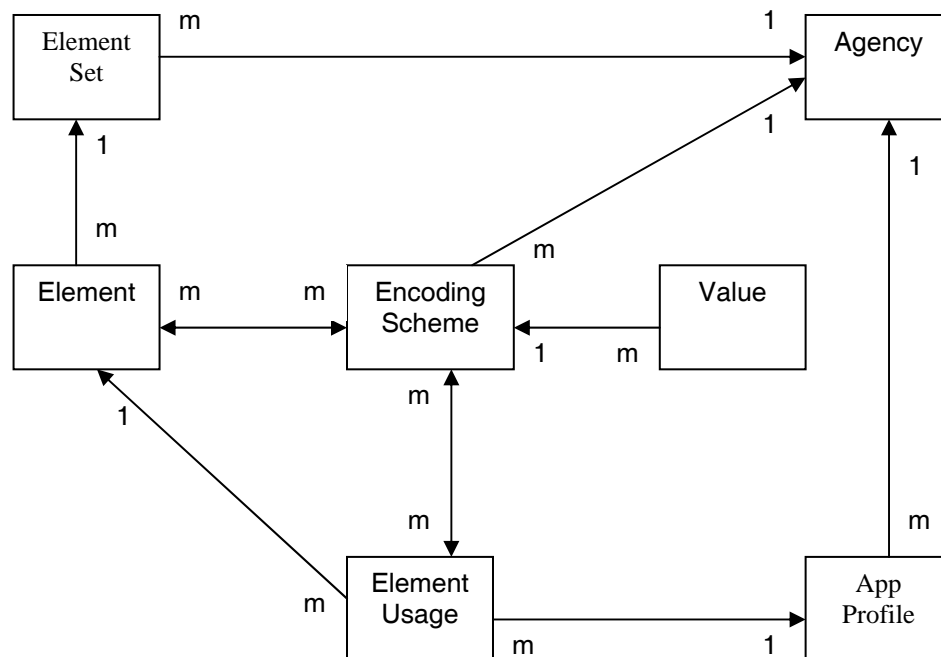 Element
Set
m
1
Agency
1
m
1
1
m
Element
m
m
Encoding
Scheme
m
1
m
Value
1
m
m
m
Element
Usage
m
1
m
App
Profile